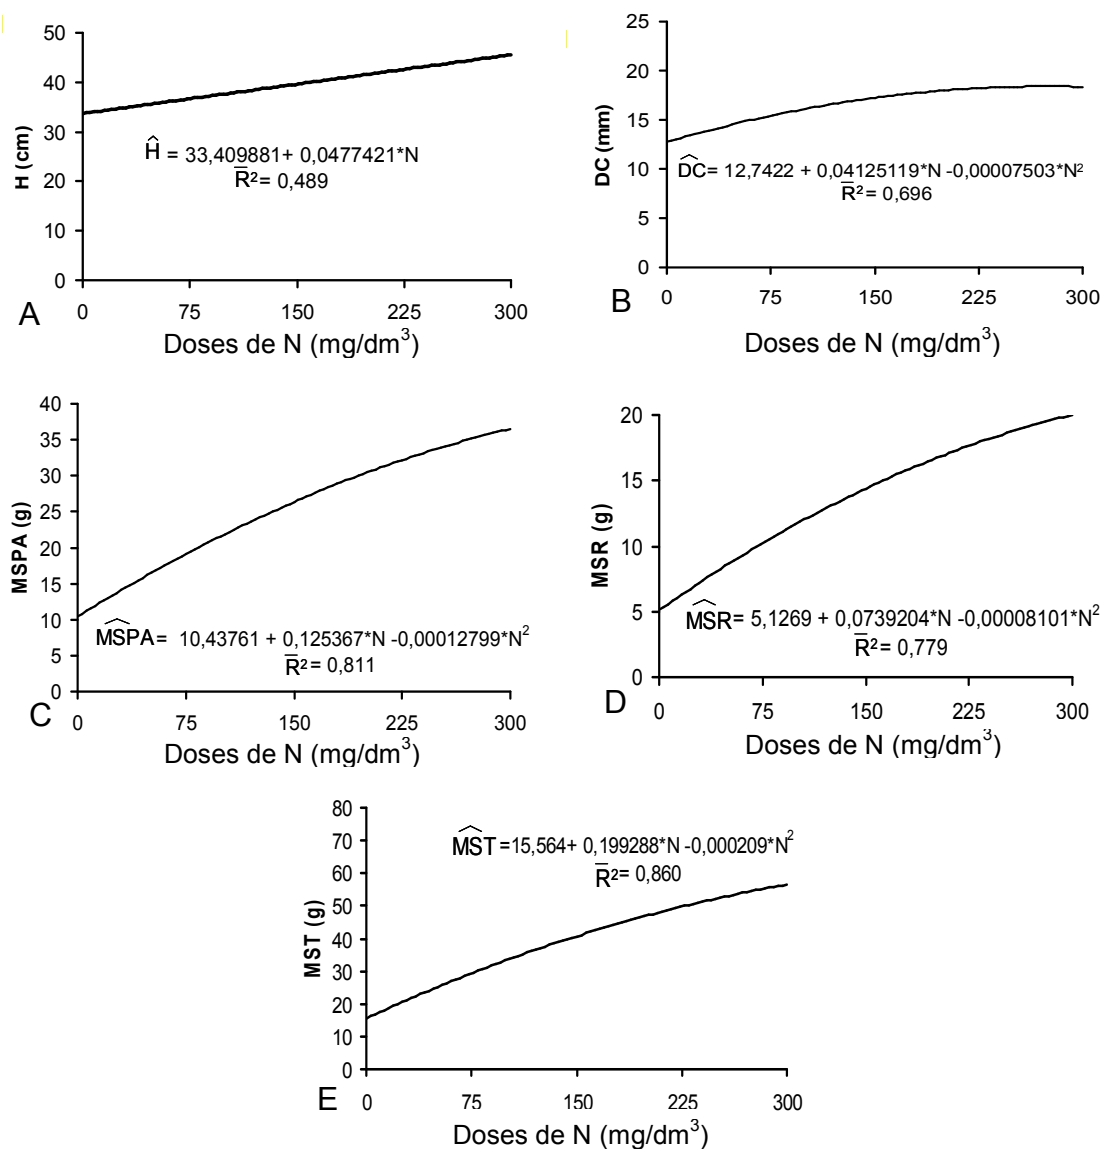 50
40
30
20
10
0
H (cm)
Ĥ = 33,409881+ 0,0477421*N
R̅²= 0,489
0 75 150 225 300
A
Doses de N (mg/dm³)
25
20
15
10
5
0
DC (mm)
D͡C= 12,7422 + 0,04125119*N -0,00007503*N²
R̅²= 0,696
0 75 150 225 300
B
Doses de N (mg/dm³)
40
35
30
25
20
15
10
5
0
MSPA (g)
MSPA= 10,43761 + 0,125367*N -0,00012799*N²
R̅²= 0,811
0 75 150 225 300
C
Doses de N (mg/dm³)
20
15
10
5
0
MSR (g)
MSR= 5,1269 + 0,0739204*N -0,00008101*N²
R̅²= 0,779
0 75 150 225 300
D
Doses de N (mg/dm³)
80
70
60
50
40
30
20
10
0
MST (g)
MST=15,564+ 0,199288*N -0,000209*N²
R̅²= 0,860
0 75 150 225 300
E
Doses de N (mg/dm³)